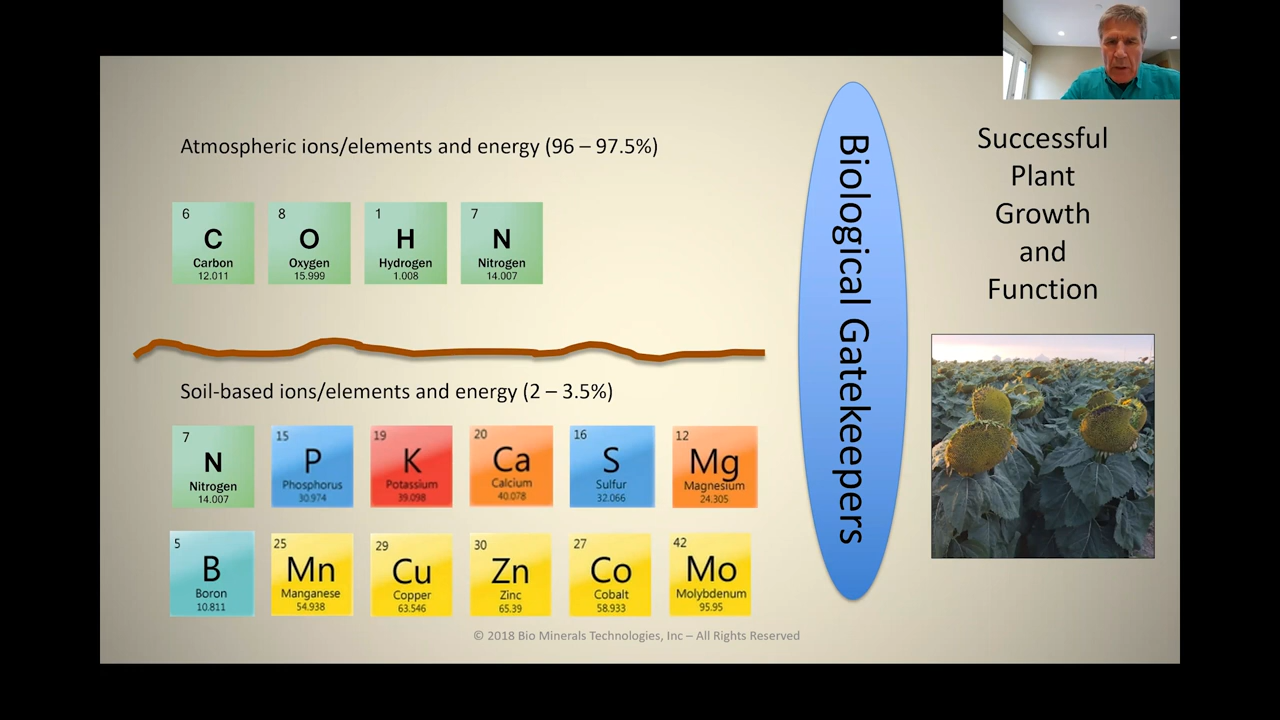 Atmospheric ions/elements and energy (96 – 97.5%)
6
C
Carbon
12.011
8
O
Oxygen
15.999
1
H
Hydrogen
1.008
7
N
Nitrogen
14.007
Soil-based ions/elements and energy (2 – 3.5%)
7
N
Nitrogen
14.007
15
P
Phosphorus
30.974
19
K
Potassium
39.098
20
Ca
Calcium
40.078
16
S
Sulfur
32.066
12
Mg
Magnesium
24.305
5
B
Boron
10.811
25
Mn
Manganese
54.938
29
Cu
Copper
63.546
30
Zn
Zinc
65.39
27
Co
Cobalt
58.933
42
Mo
Molybdenum
95.95
Biological Gatekeepers
Successful
Plant
Growth
and
Function
© 2018 Bio Minerals Technologies, Inc – All Rights Reserved